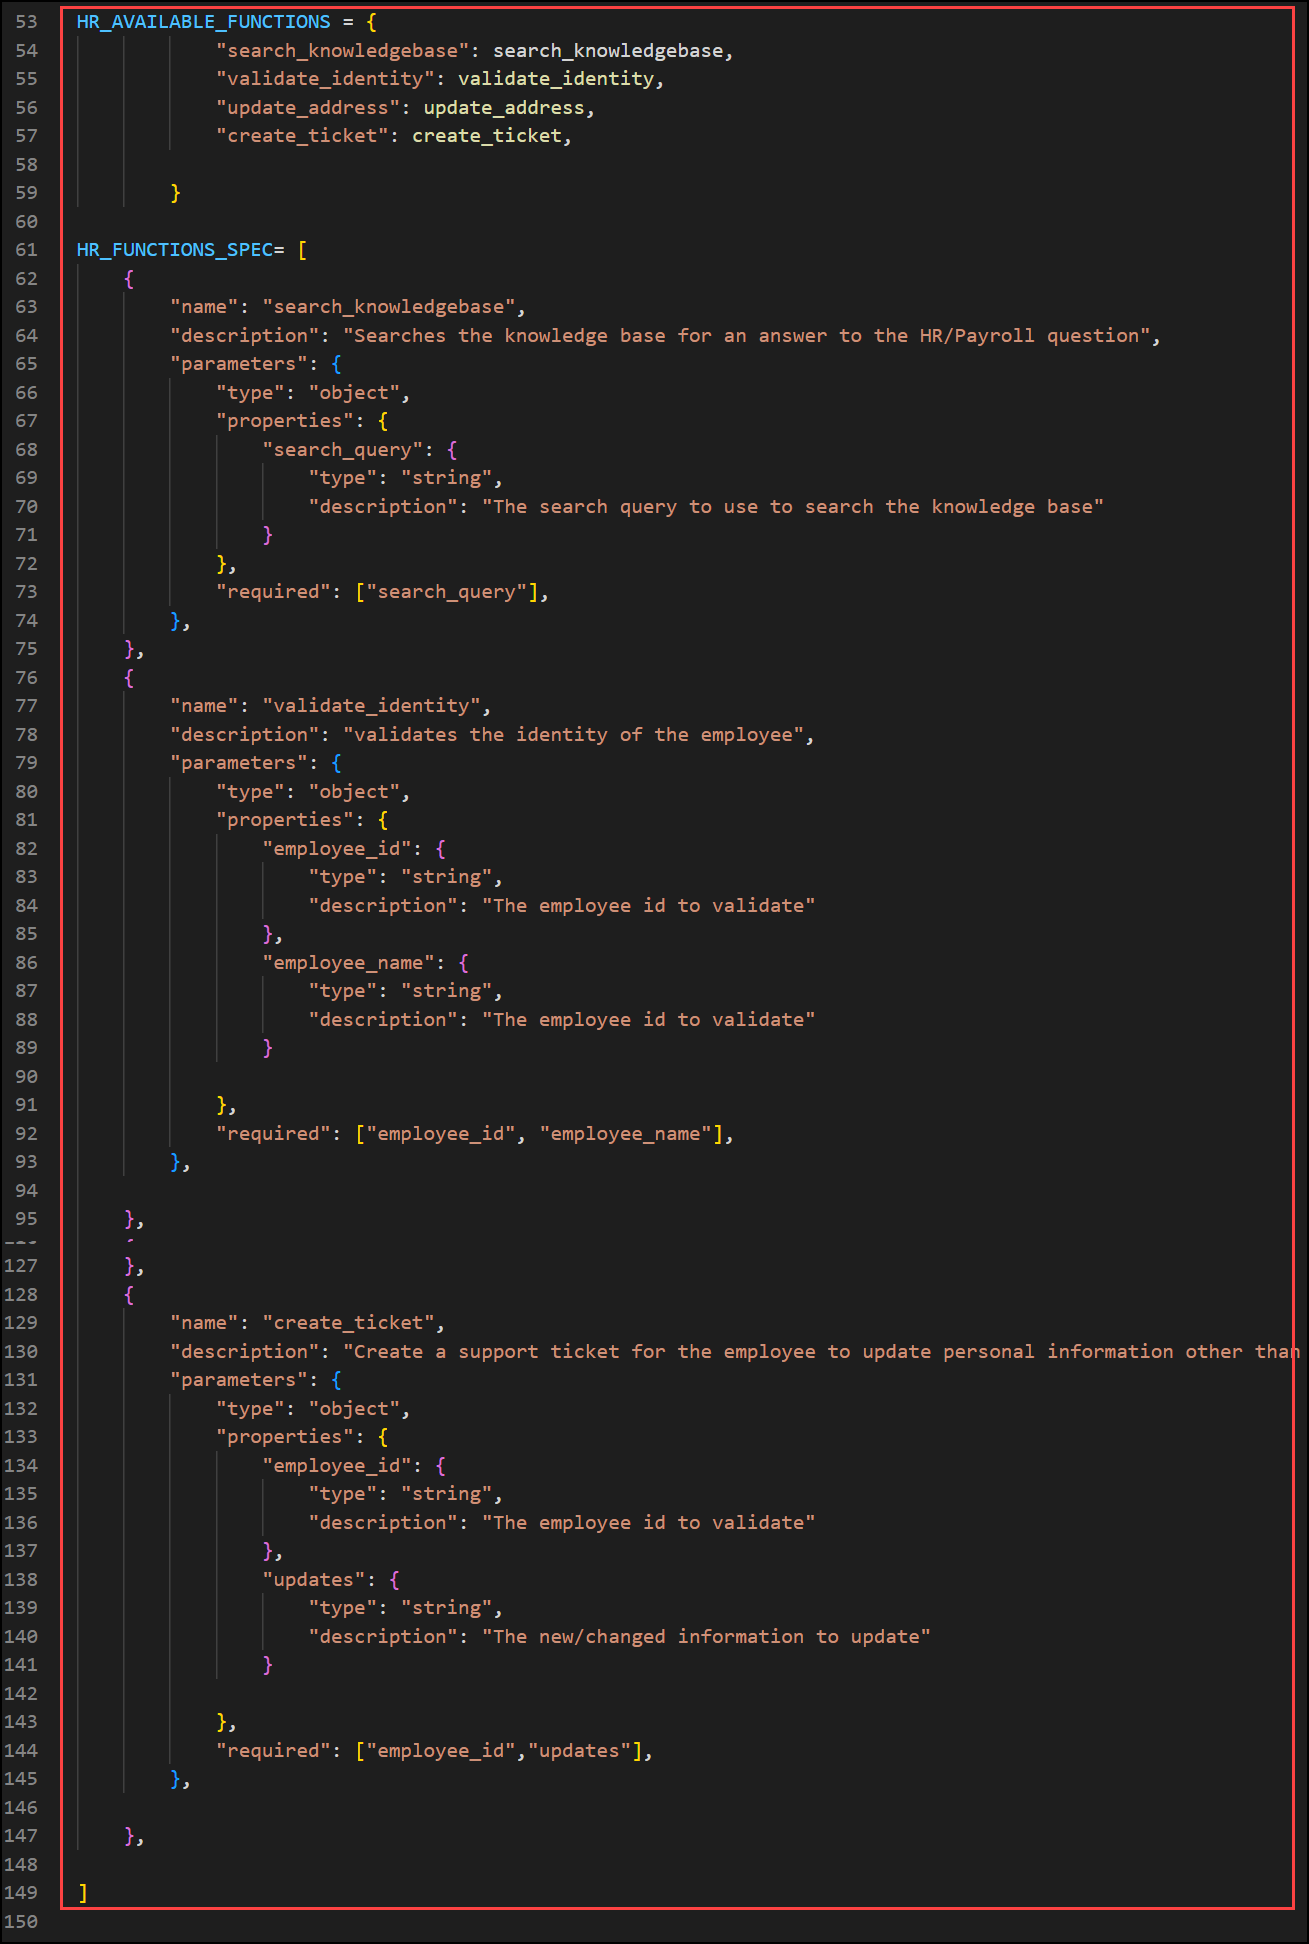 53 HR_AVAILABLE_FUNCTIONS = {
54 "search_knowledgebase": search_knowledgebase,
55 "validate_identity": validate_identity,
56 "update_address": update_address,
57 "create_ticket": create_ticket,
58
59 }
60
61 HR_FUNCTIONS_SPEC= [
62 {
63 "name": "search_knowledgebase",
64 "description": "Searches the knowledge base for an answer to the HR/Payroll question",
65 "parameters": {
66 "type": "object",
67 "properties": {
68 "search_query": {
69 "type": "string",
70 "description": "The search query to use to search the knowledge base"
71 }
72 },
73 "required": ["search_query"],
74 },
75 },
76 {
77 "name": "validate_identity",
78 "description": "validates the identity of the employee",
79 "parameters": {
80 "type": "object",
81 "properties": {
82 "employee_id": {
83 "type": "string",
84 "description": "The employee id to validate"
85 },
86 "employee_name": {
87 "type": "string",
88 "description": "The employee id to validate"
89 }
90
91 },
92 "required": ["employee_id", "employee_name"],
93 },
94
95 },
127 },
128 {
129 "name": "create_ticket",
130 "description": "Create a support ticket for the employee to update personal information other than
131 "parameters": {
132 "type": "object",
133 "properties": {
134 "employee_id": {
135 "type": "string",
136 "description": "The employee id to validate"
137 },
138 "updates": {
139 "type": "string",
140 "description": "The new/changed information to update"
141 }
142
143 },
144 "required": ["employee_id","updates"],
145 },
146
147 },
148
149 ]
150